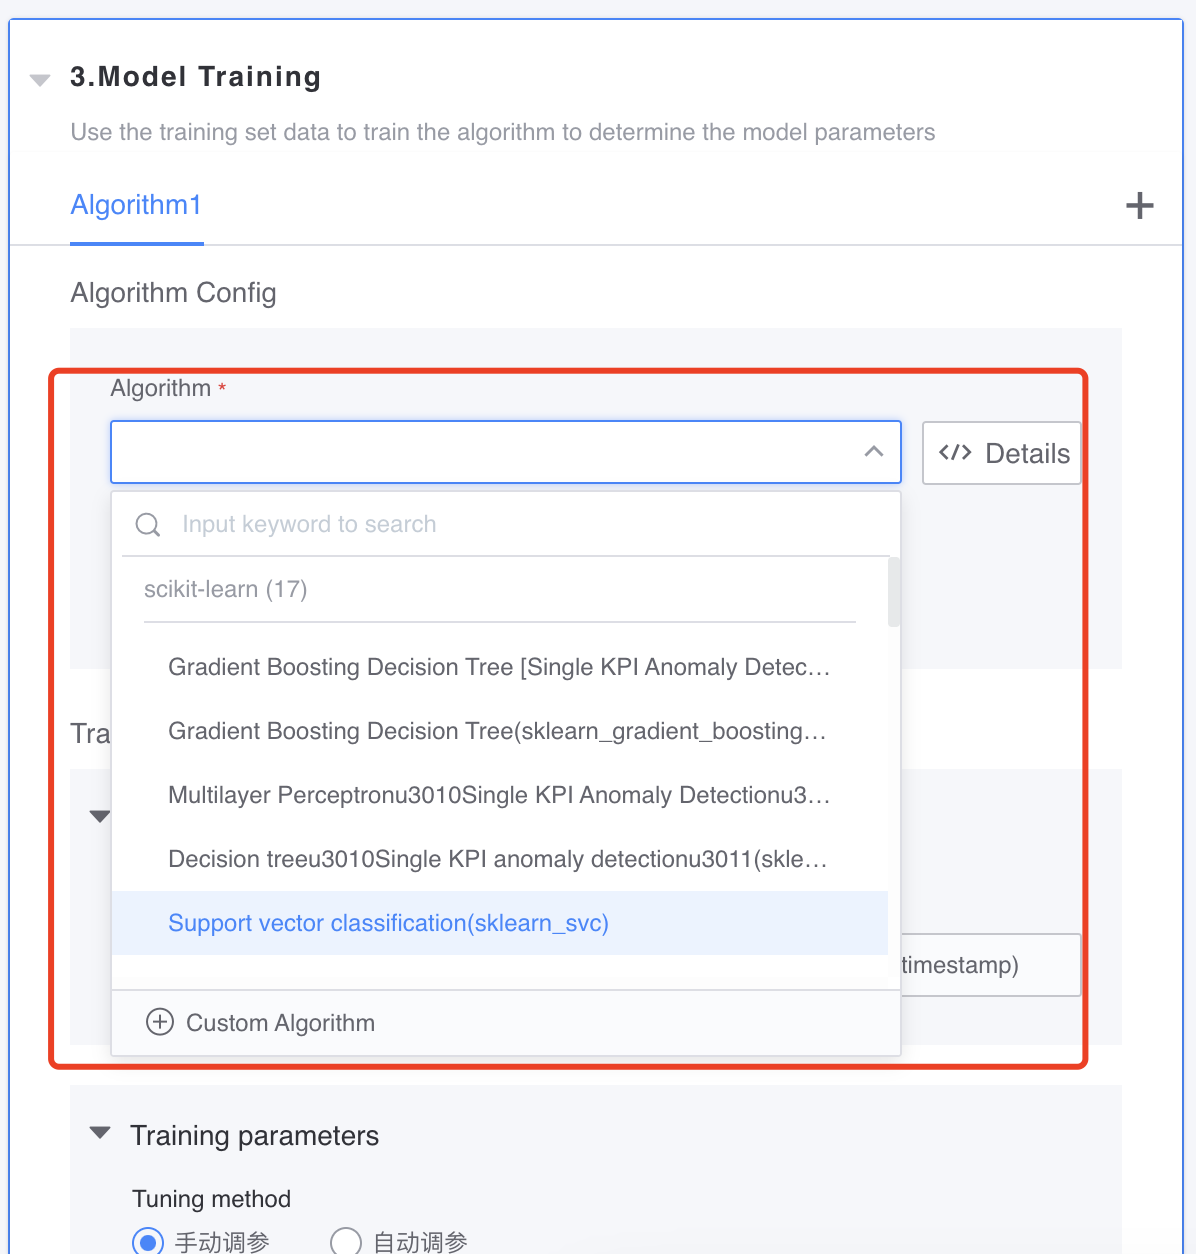 3.Model Training
Use the training set data to train the algorithm to determine the model parameters
Algorithm1
Algorithm Config
Algorithm *
</> Details
Input keyword to search
scikit-learn (17)
Gradient Boosting Decision Tree [Single KPI Anomaly Detec...
Gradient Boosting Decision Tree(sklearn_gradient_boosting...
Tra
Multilayer Perceptronu3010Single KPI Anomaly Detectionu3...
Decision treeu3010Single KPI anomaly detectionu3011(skle...
Support vector classification(sklearn_svc)
timestamp)
Custom Algorithm
Training parameters
Tuning method
手动调参 自动调参